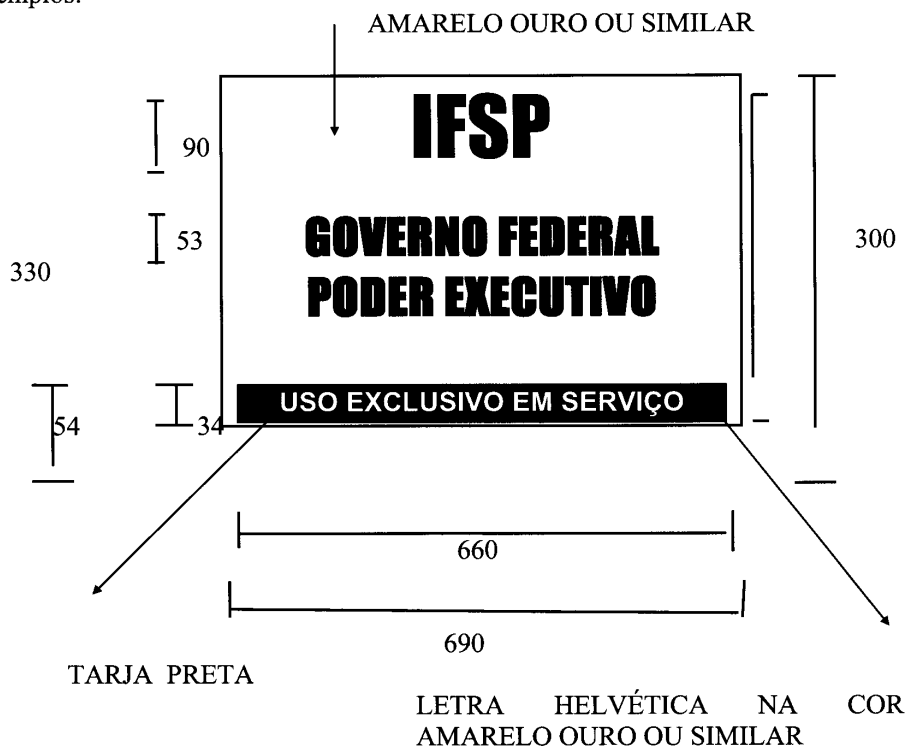 AMARELO OURO OU SIMILAR
IFSP
90
GOVERNO FEDERAL
53
300
330
PODER EXECUTIVO
USO EXCLUSIVO EM SERVIÇO
54
34
660
690
TARJA PRETA
LETRA HELVÉTICA NA COR
AMARELO OURO OU SIMILAR